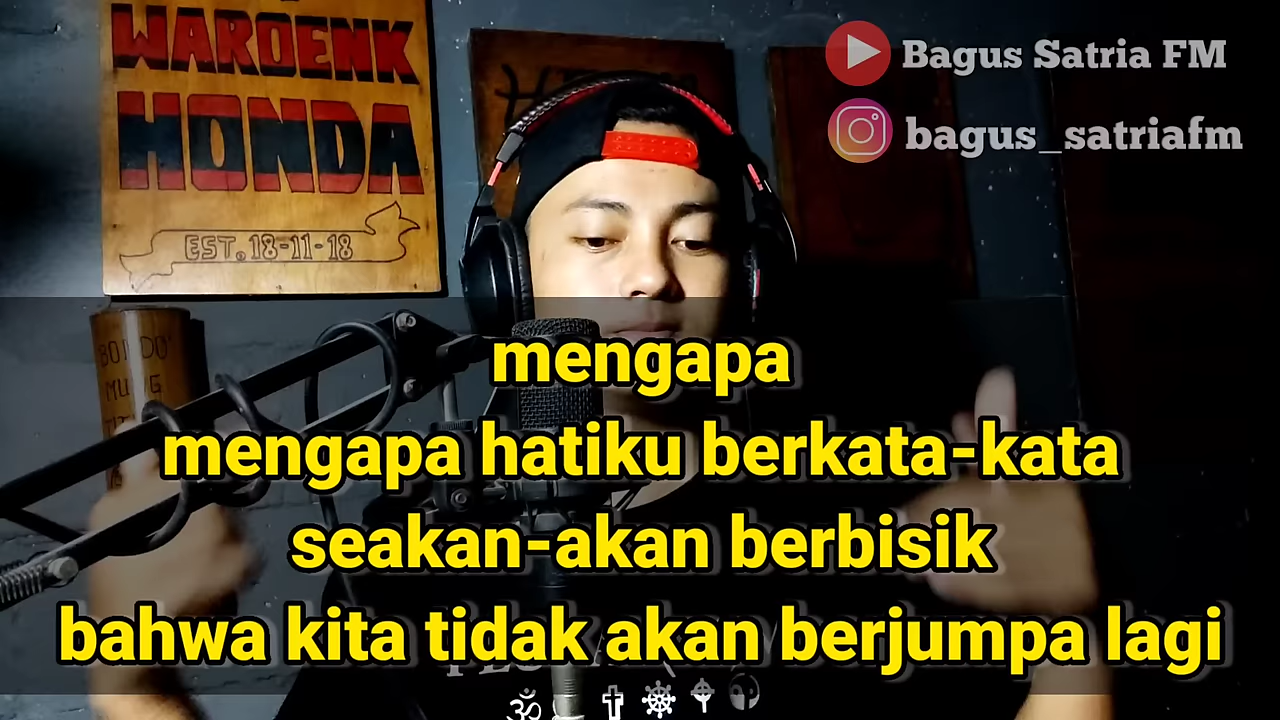 WAROENK
HONDA
EST. 18-11-18
Bagus Satria FM
bagus_satriafm
mengapa
mengapa hatiku berkata-kata
seakan-akan berbisik
bahwa kita tidak akan berjumpa lagi